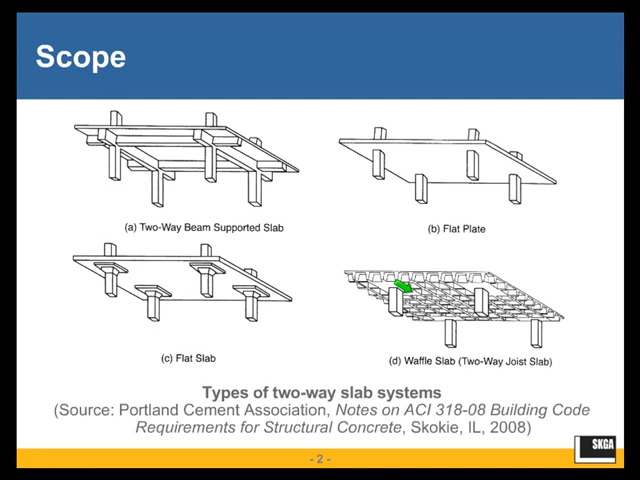 Scope
(a) Two-Way Beam Supported Slab
(b) Flat Plate
(c) Flat Slab
(d) Waffle Slab (Two-Way Joist Slab)
Types of two-way slab systems
(Source: Portland Cement Association, Notes on ACI 318-08 Building Code
Requirements for Structural Concrete, Skokie, IL, 2008)
- 2 -
SKGA